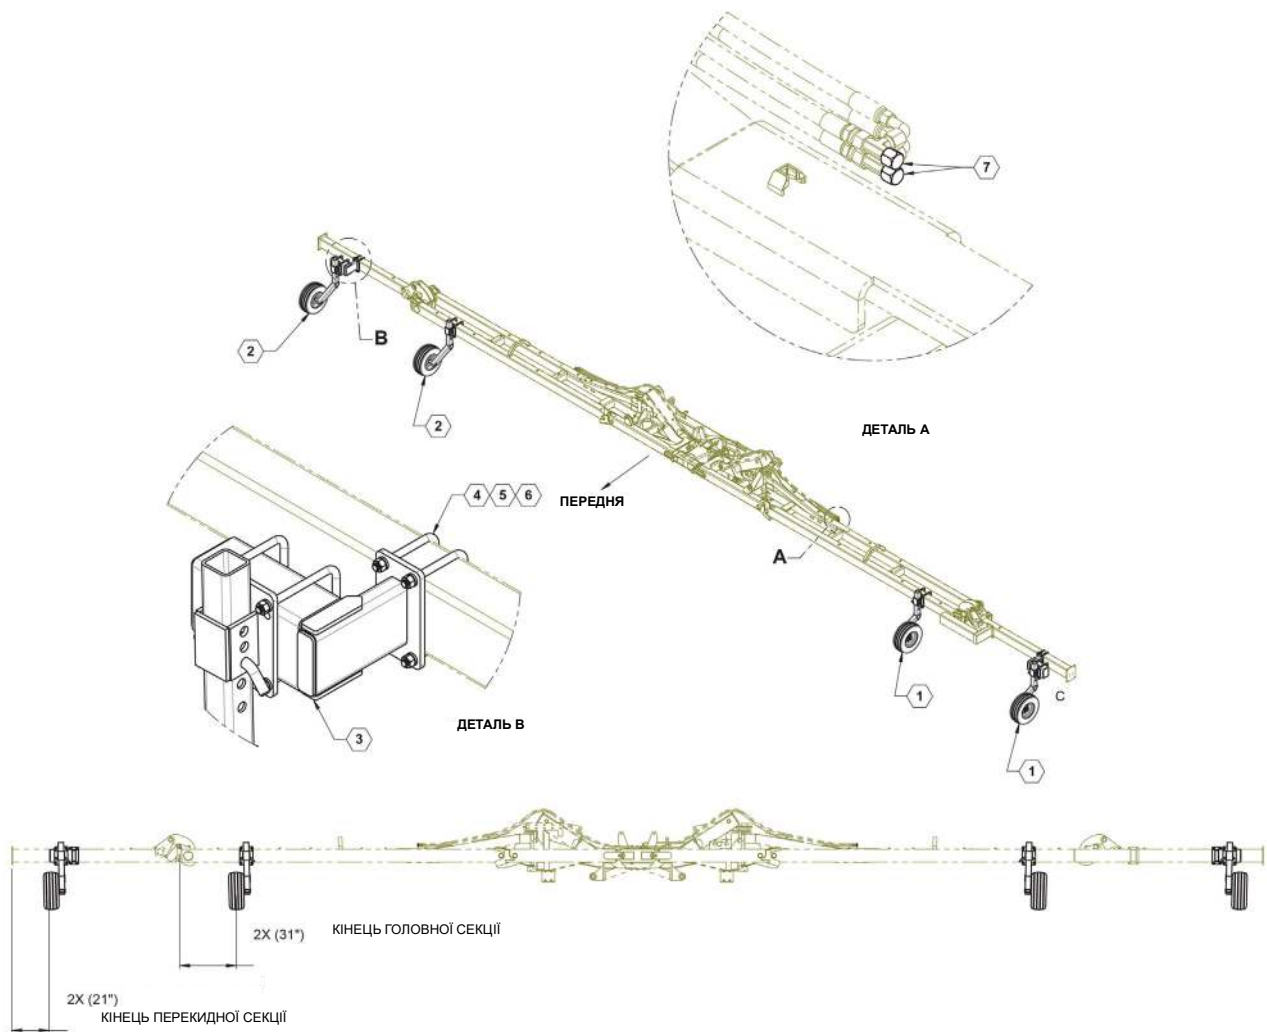 7
ДЕТАЛЬ A
2
B
2
ПЕРЕДНЯ
4 5 6
A
ДЕТАЛЬ B
3
1
C
1
2X (31")
КІНЕЦЬ ГОЛОВНОЇ СЕКЦІЇ
2X (21")
КІНЕЦЬ ПЕРЕКИДНОЇ СЕКЦІЇ